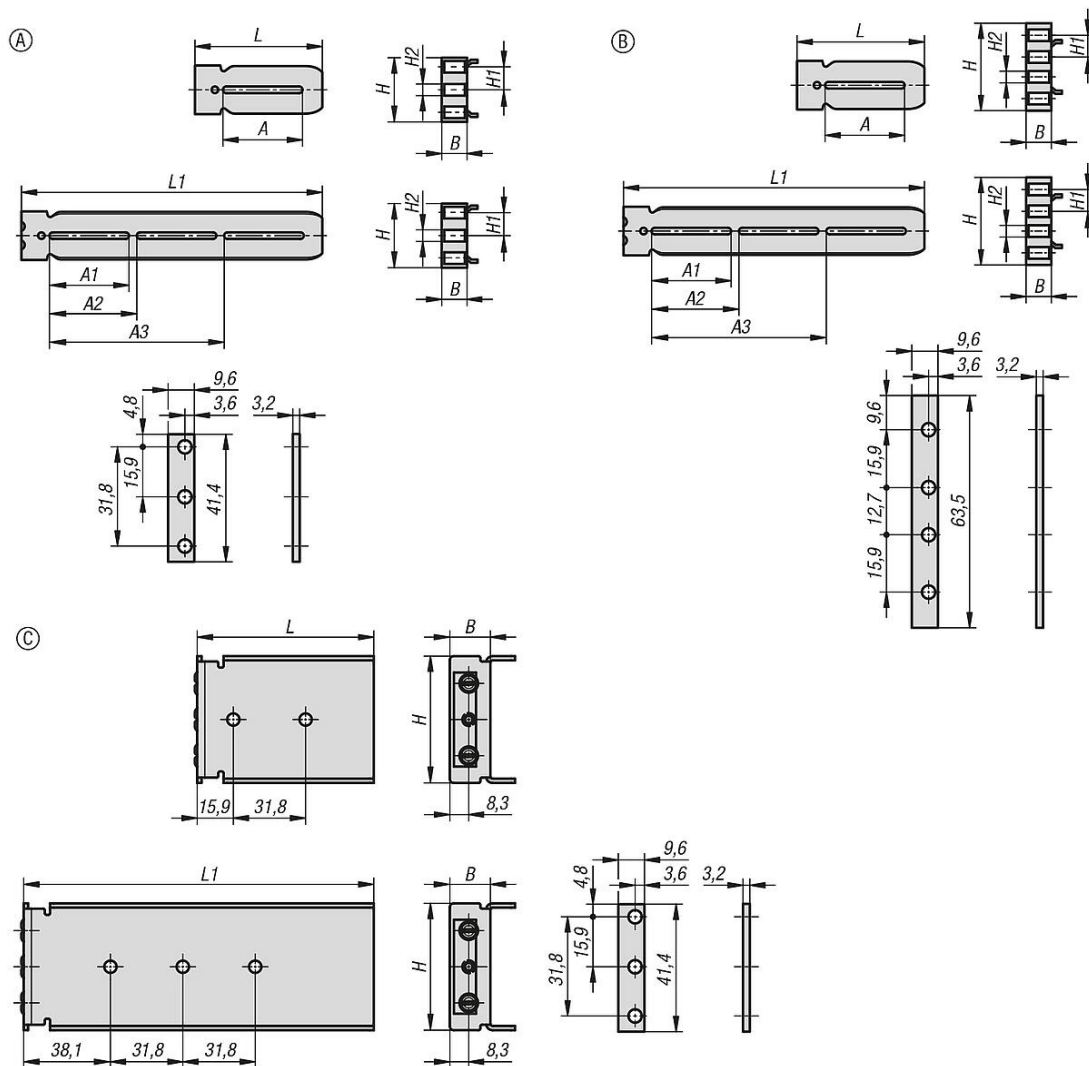 A
L
A
H
H2
H1
B
L1
A1
A2
A3
H
H2
H1
B
9,6
3,6
3,2
4,8
15,9
31,8
41,4
B
L
A
H
H2
H1
B
L1
A1
A2
A3
H
H2
H1
B
9,6
3,6
3,2
9,6
15,9
12,7
15,9
63,5
C
L
15,9
31,8
B
H
8,3
L1
38,1
31,8
31,8
B
H
8,3
9,6
3,6
3,2
4,8
15,9
31,8
41,4